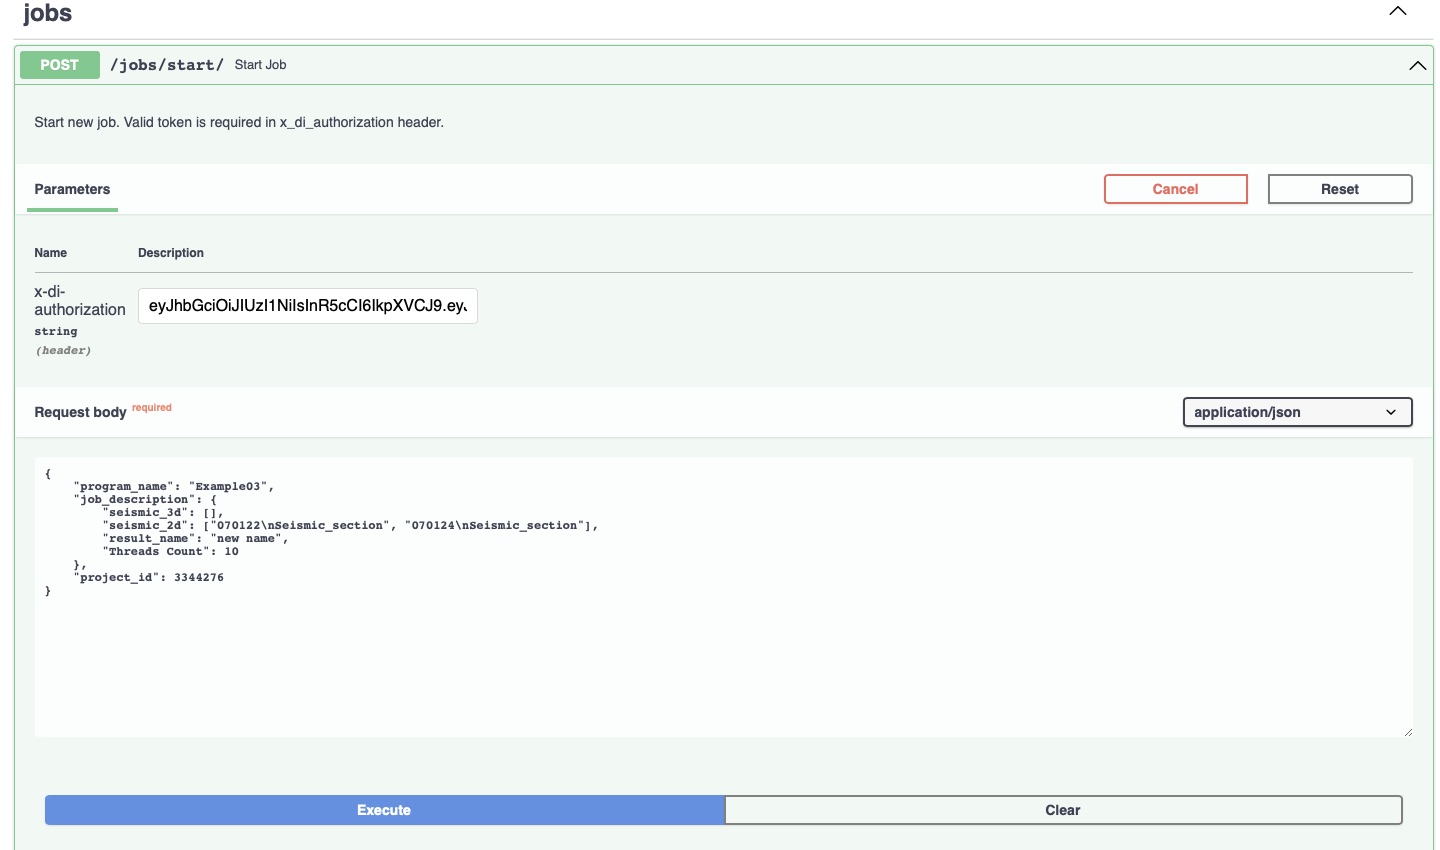 jobs
POST /jobs/start/ Start Job
Start new job. Valid token is required in x_di_authorization header.
Parameters
Cancel
Reset
Name Description
x-di-
authorization
string
(header)
eyJhbGciOiJIUzI1NiIsInR5cCI6IkpXVCJ9.ey
Request body required
application/json
{
    "program_name": "Example03",
    "job_description": {
        "seismic_3d": [],
        "seismic_2d": ["070122\nSeismic_section", "070124\nSeismic_section"],
        "result_name": "new name",
        "Threads Count": 10
    },
    "project_id": 3344276
}
Execute
Clear